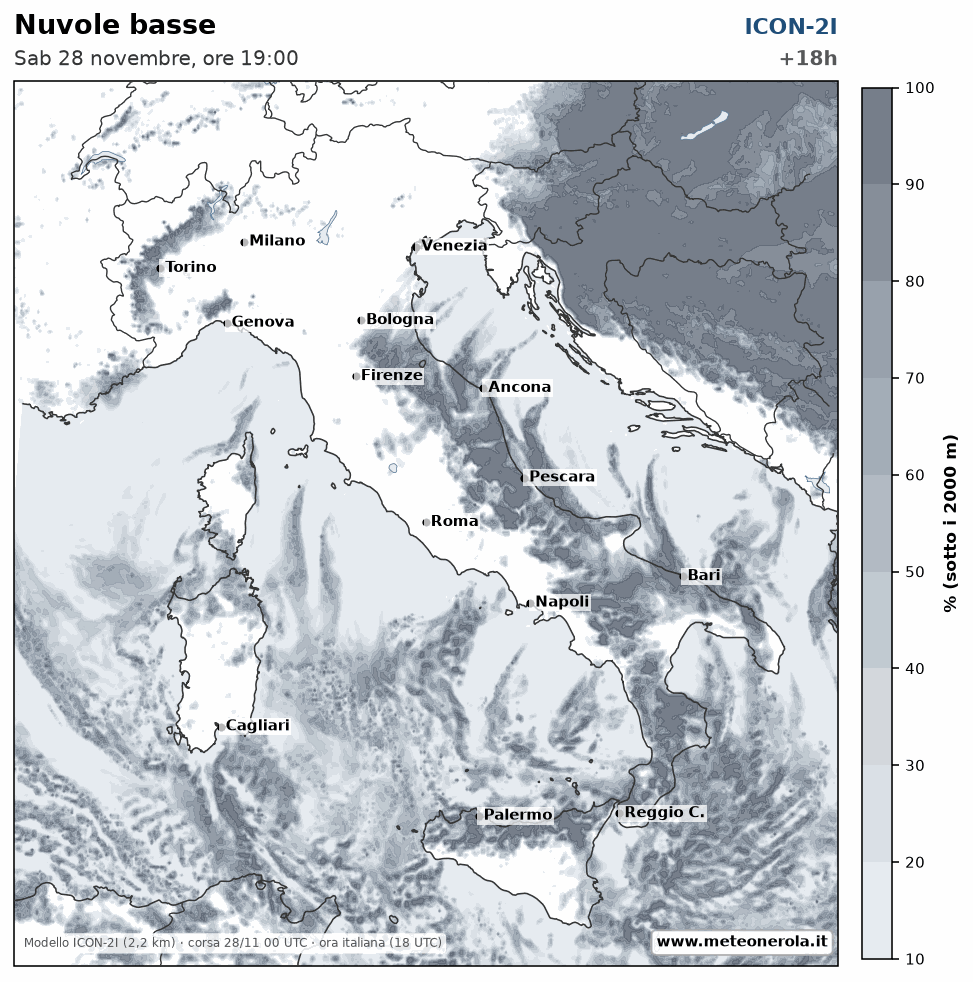 Nuvole basse
ICON-2I
Sab 28 novembre, ore 19:00
+18h
Milano
Venezia
Torino
Genova
Bologna
Firenze
Ancona
Pescara
Roma
Bari
Napoli
Cagliari
Palermo
Reggio C.
Modello ICON-2I (2,2 km) · corsa 28/11 00 UTC · ora italiana (18 UTC)
www.meteonerola.it
100
90
80
70
60
50
40
30
20
10
% (sotto i 2000 m)